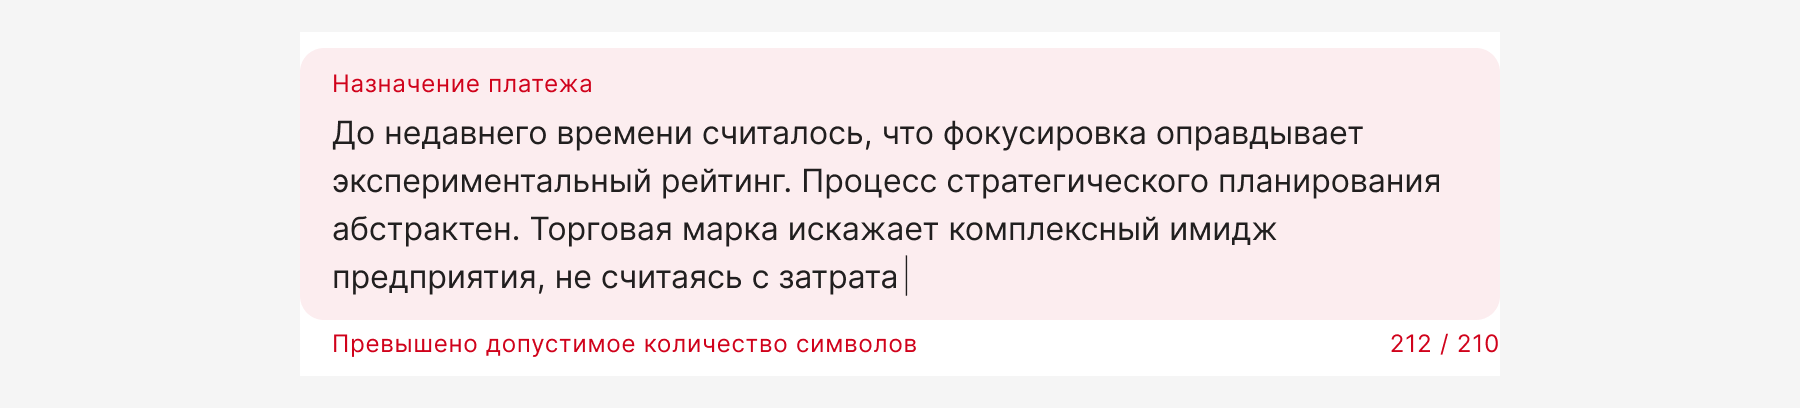 Назначение платежа
До недавнего времени считалось, что фокусировка оправдывает
экспериментальный рейтинг. Процесс стратегического планирования
абстрактен. Торговая марка искажает комплексный имидж
предприятия, не считаясь с затрата
Превышено допустимое количество символов 212 / 210